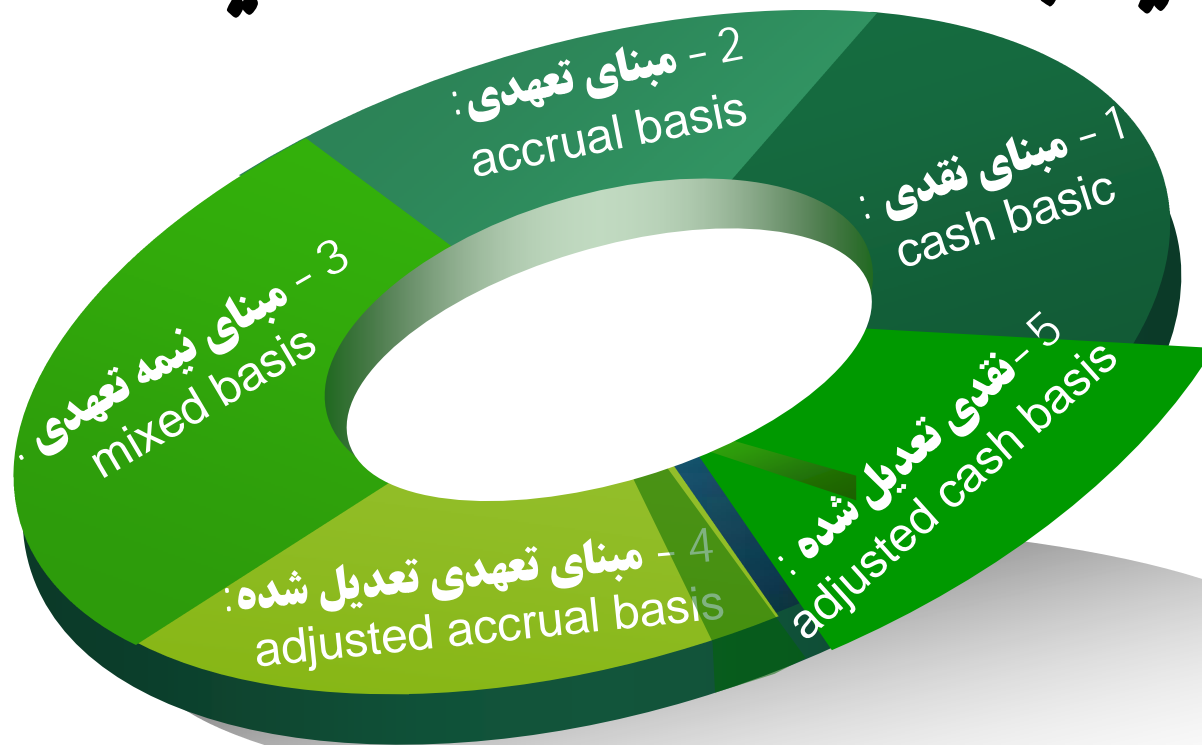 1 - مبنای نقدی :
cash basic
2 - مبنای تعهدی :
accrual basis
3 - مبنای نیمه تعهدی :
mixed basis
4 - مبنای تعهدی تعدیل شده:
adjusted accrual basis
5 -نقدی تعدیل شده :
adjusted cash basis